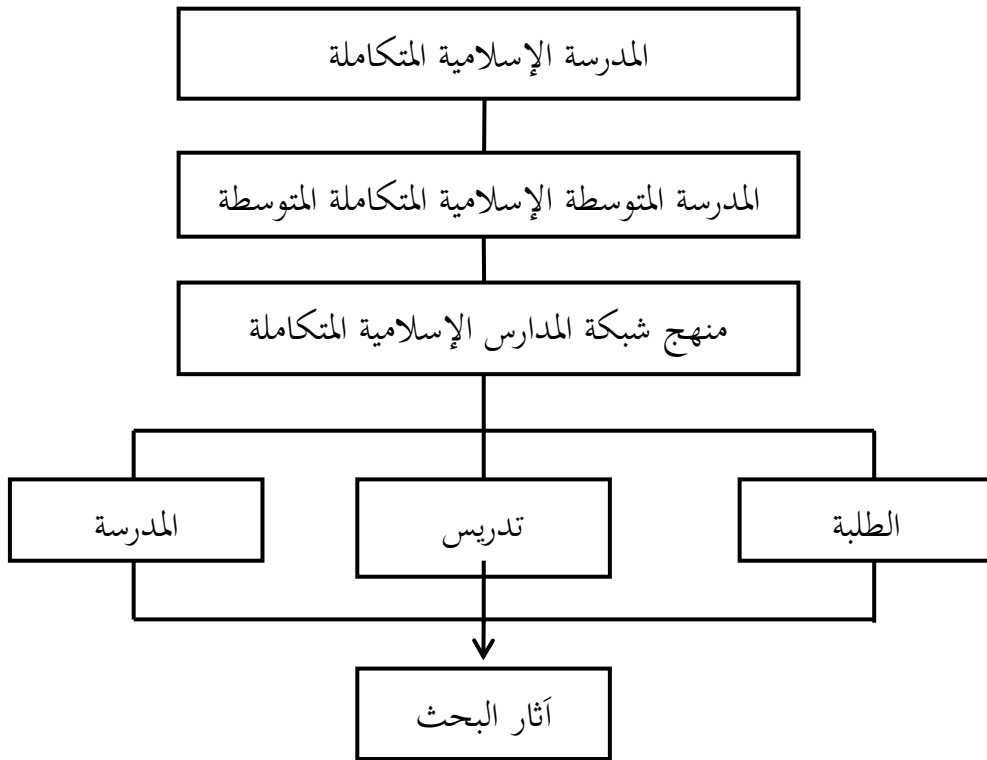 المدرسة الإسلامية المتكاملة
المدرسة المتوسطة الإسلامية المتكاملة المتوسطة
منهج شبكة المدارس الإسلامية المتكاملة
الطلبة
تدريس
المدرسة
آثار البحث